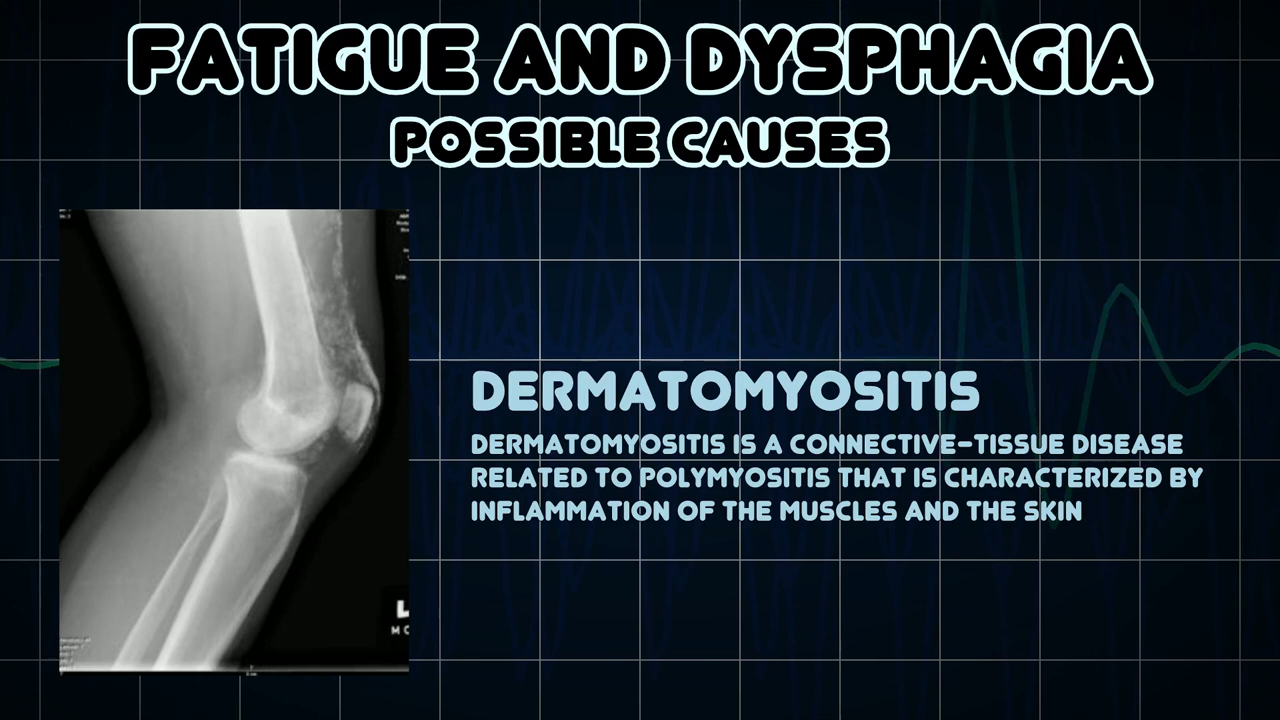 FATIGUE AND DYSPHAGIA
POSSIBLE CAUSES
DERMATOMYOSITIS
DERMATOMYOSITIS IS A CONNECTIVE-TISSUE DISEASE
RELATED TO POLYMYOSITIS THAT IS CHARACTERIZED BY
INFLAMMATION OF THE MUSCLES AND THE SKIN
L